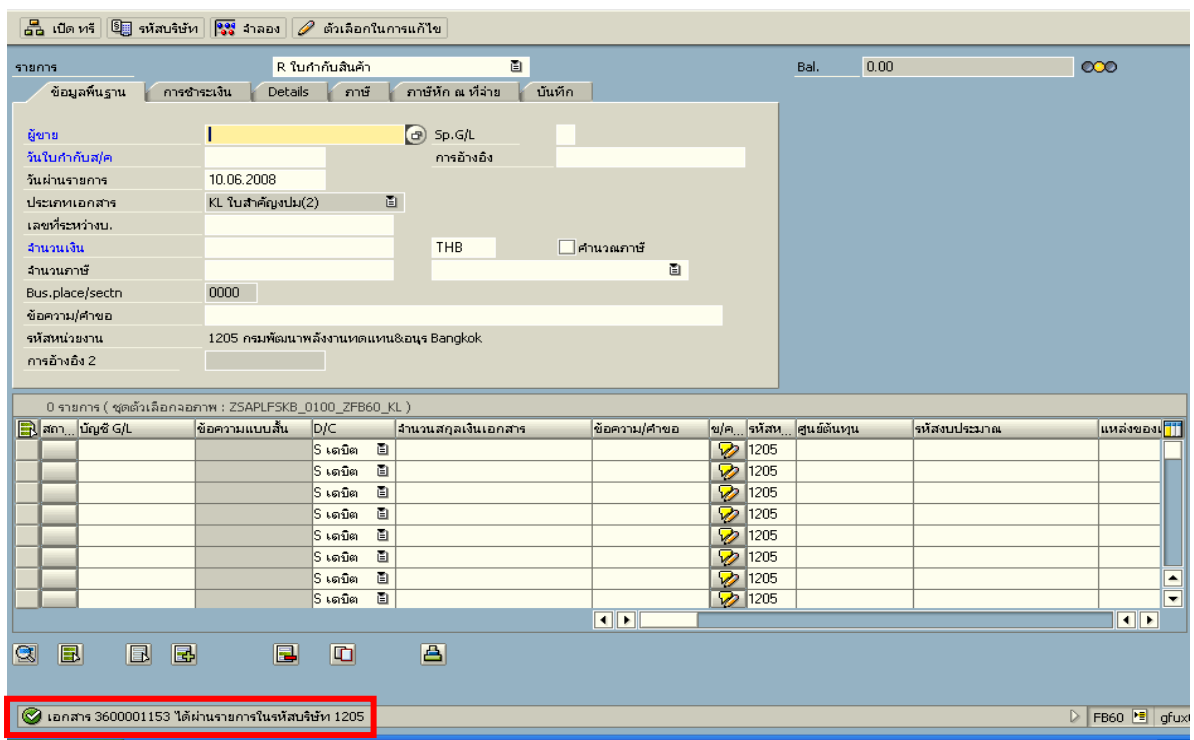 เปิด ทรี รหัสบริษัท จำลอง ตัวเลือกในการแก้ไข
รายการ R ใบกำกับสินค้า Bal. 0.00
ข้อมูลพื้นฐาน การชำระเงิน Details ภาษี ภาษีหัก ณ ที่จ่าย บันทึก
ผู้ขาย Sp.G/L
วันใบกำกับส/ค การอ้างอิง
วันผ่านรายการ 10.06.2008
ประเภทเอกสาร KL ใบสำคัญงปม(2)
เลขที่ระหว่างบ.
จำนวนเงิน THB คำนวณภาษี
จำนวนภาษี
Bus.place/sectn 0000
ข้อความ/คำขอ
รหัสหน่วยงาน 1205 กรมพัฒนาพลังงานทดแทน&อนุร Bangkok
การอ้างอิง 2
0 รายการ ( ชุดตัวเลือกจอภาพ : ZSAPLFSKB_0100_ZFB60_KL )
สถา... บัญชี G/L ข้อความแบบสั้น D/C จำนวนสกุลเงินเอกสาร ข้อความ/คำขอ ข/ค... รหัสห... ศูนย์ต้นทุน รหัสงบประมาณ แหล่งของเ
S เดบิต 1205
S เดบิต 1205
S เดบิต 1205
S เดบิต 1205
S เดบิต 1205
S เดบิต 1205
S เดบิต 1205
S เดบิต 1205
เอกสาร 3600001153 ได้ผ่านรายการในรหัสบริษัท 1205 FB60 gfuxt